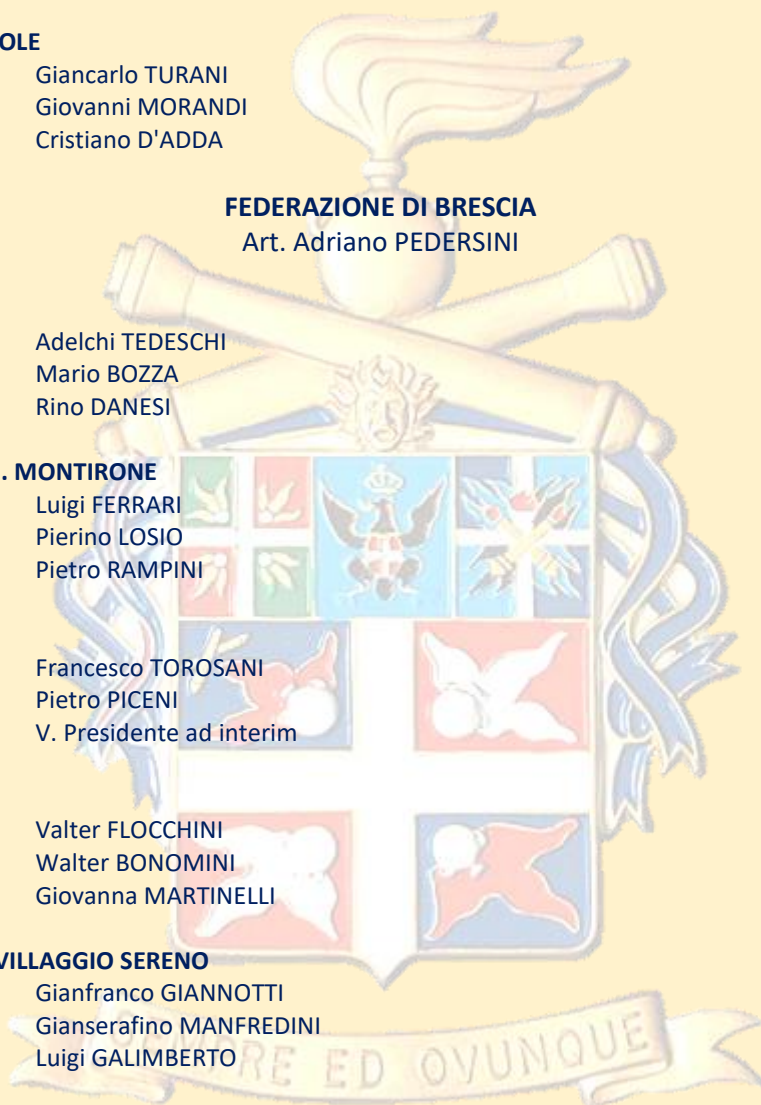 OLE
Giancarlo TURANI
Giovanni MORANDI
Cristiano D'ADDA
FEDERAZIONE DI BRESCIA
Art. Adriano PEDERSINI
Adelchi TEDESCHI
Mario BOZZA
Rino DANESI
. MONTIRONE
Luigi FERRARI
Pierino LOSIO
Pietro RAMPINI
Francesco TOROSANI
Pietro PICENI
V. Presidente ad interim
Valter FLOCCHINI
Walter BONOMINI
Giovanna MARTINELLI
VILLAGGIO SERENO
Gianfranco GIANNOTTI
Gianserafino MANFREDINI
Luigi GALIMBERTO
SEMPRE ED OVUNQUE